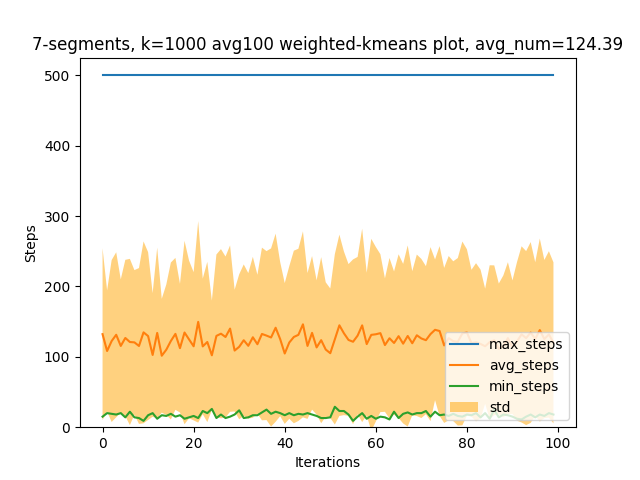 7-segments, k=1000 avg100 weighted-kmeans plot, avg_num=124.39
500
400
300
200
100
0
Steps
max_steps
avg_steps
min_steps
std
0
20
40
60
80
100
Iterations